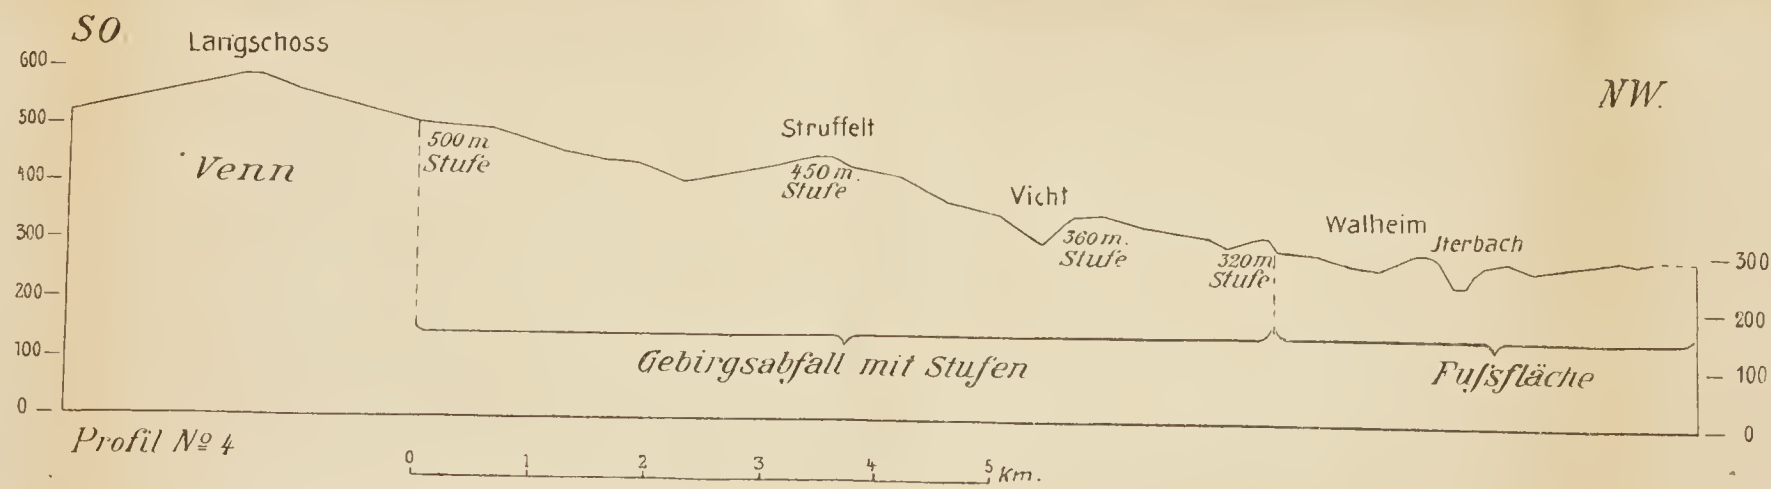 SO.
Langschoss
NW.
600
500
400
300
200
100
0
Venn
500 m
Stufe
Struffelt
450 m.
Stufe
Vicht
360 m.
Stufe
320 m
Stufe
Walheim
Jterbach
300
200
100
0
Gebirgsabfall mit Stufen
Fußsfläche
Profil Nº 4
0 1 2 3 4 5 Km.